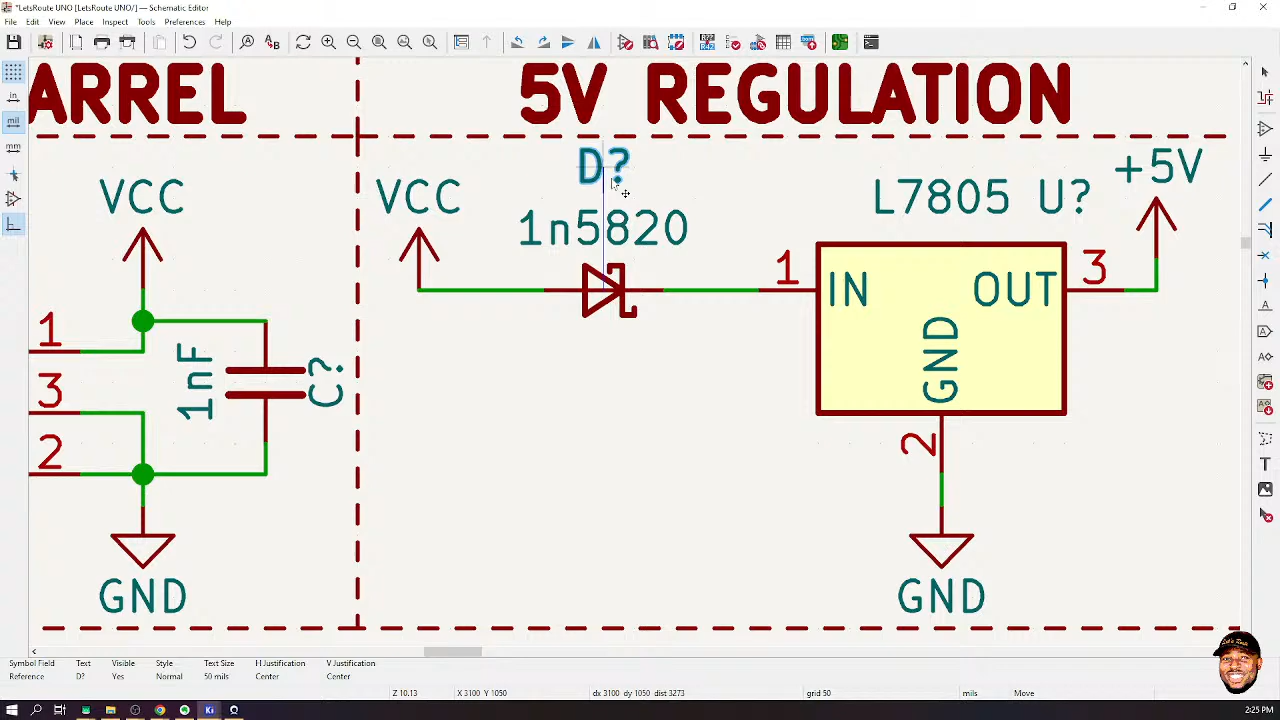 *LetsRoute UNO [LetsRoute UNO/] — Schematic Editor
File Edit View Place Inspect Tools Preferences Help
in
mil
mm
ARREL
5V REGULATION
D?
VCC
VCC
1n5820
L7805 U?
+5V
1
1
3
IN
OUT
GND
1nF
C?
3
2
2
GND
GND
Symbol Field Text Visible Style Text Size H Justification V Justification
Reference D? Yes Normal 50 mils Center Center
Z 10.13 X 3100 Y 1050 dx 3100 dy 1050 dist 3273 grid 50 mils Move
2:25 PM